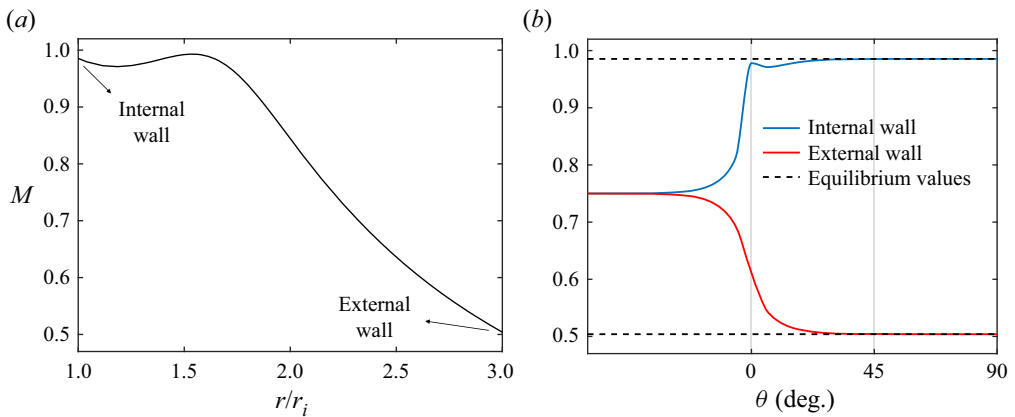 (a)
1.0
0.9
0.8
0.7
0.6
0.5
M
Internal
wall
External
wall
1.0 1.5 2.0 2.5 3.0
r/r_i
(b)
1.0
0.9
0.8
0.7
0.6
0.5
Internal wall
External wall
Equilibrium values
0 45 90
θ (deg.)